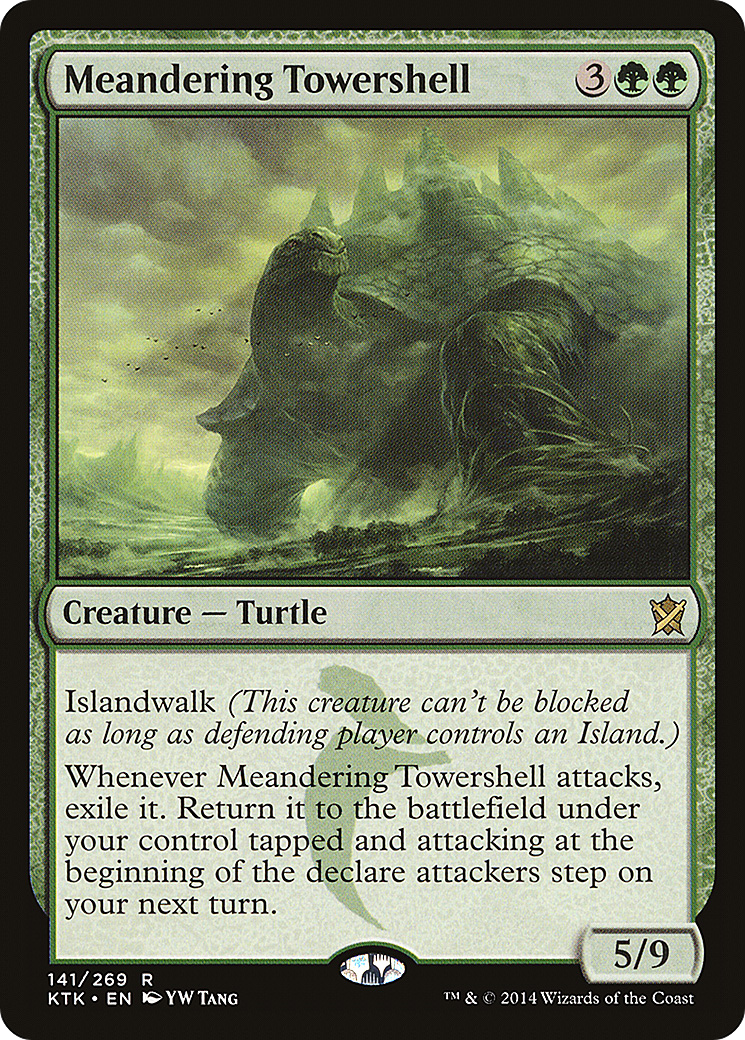 Meandering Towershell 3
Creature — Turtle
Islandwalk (This creature can't be blocked
as long as defending player controls an Island.)
Whenever Meandering Towershell attacks,
exile it. Return it to the battlefield under
your control tapped and attacking at the
beginning of the declare attackers step on
your next turn.
5/9
141/269 R
KTK • EN YW Tang
™ & © 2014 Wizards of the Coast